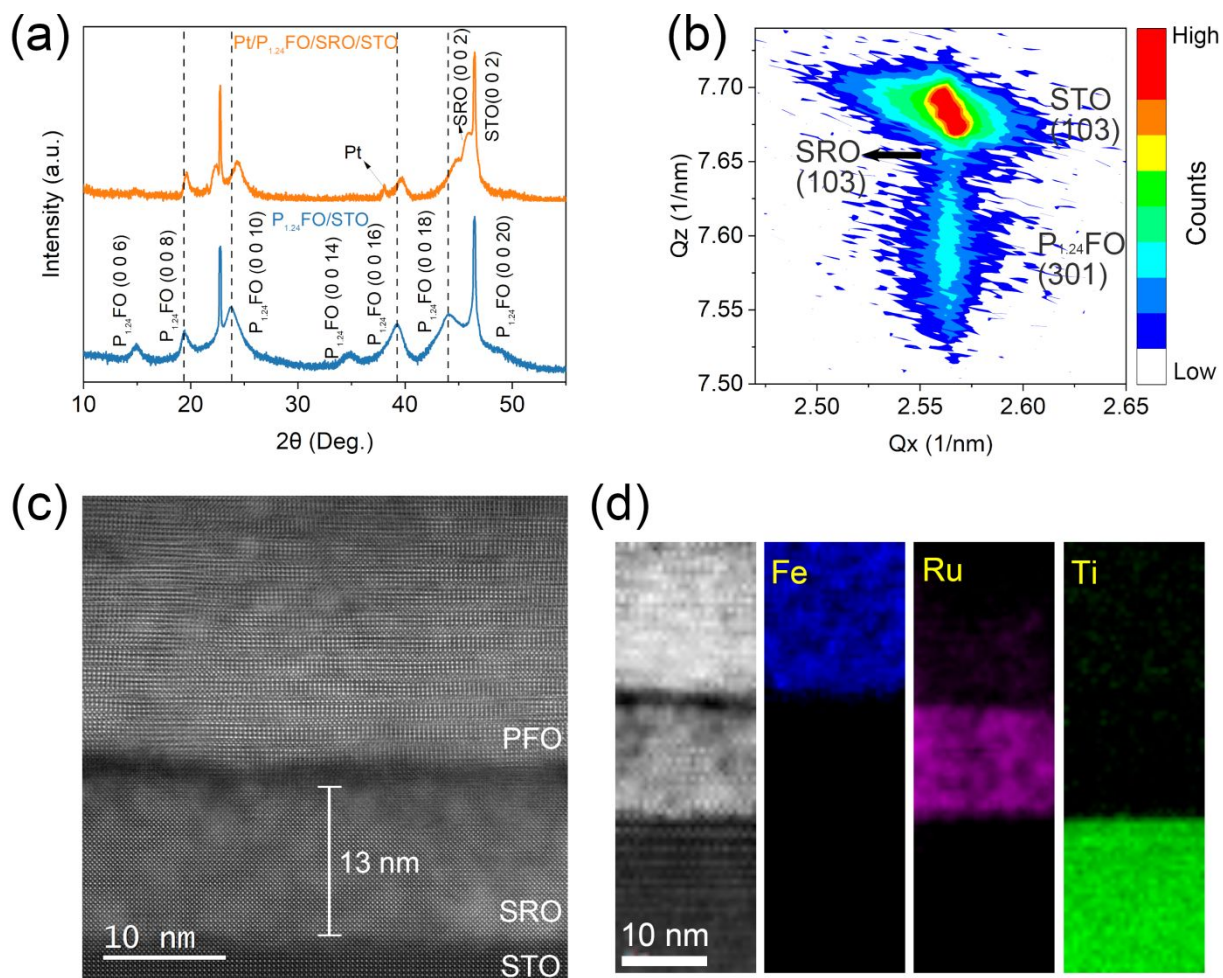 (a)
Pt/P₁.₂₄FO/SRO/STO
SRO (0 0 2)
STO(0 0 2)
Pt
P₁.₂₄FO/STO
P₁.₂₄FO (0 0 6)
P₁.₂₄FO (0 0 8)
P₁.₂₄FO (0 0 10)
P₁.₂₄FO (0 0 14)
P₁.₂₄FO (0 0 16)
P₁.₂₄FO (0 0 18)
P₁.₂₄FO (0 0 20)
Intensity (a.u.)
10 20 30 40 50
2θ (Deg.)
(b)
Qz (1/nm)
7.70
7.65
7.60
7.55
7.50
STO
(103)
SRO
(103)
P₁.₂₄FO
(301)
2.50 2.55 2.60 2.65
Qx (1/nm)
High
Counts
Low
(c)
PFO
13 nm
SRO
10 nm
STO
(d)
Fe
Ru
Ti
10 nm